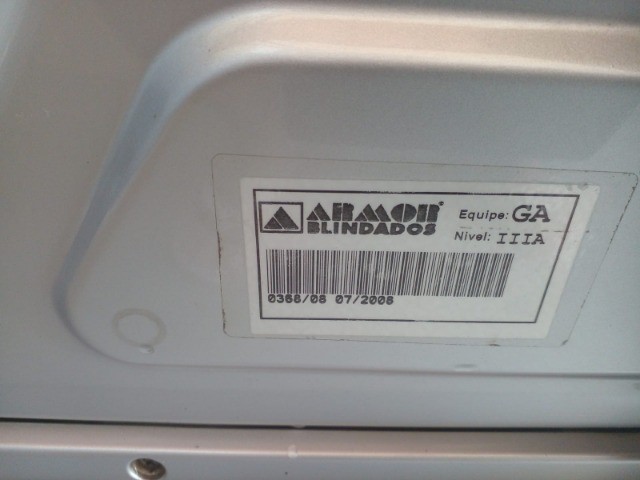 ARMOR®
BLINDADOS
Equipe: GA
Nivel: IIIA
0368/08 07/2008